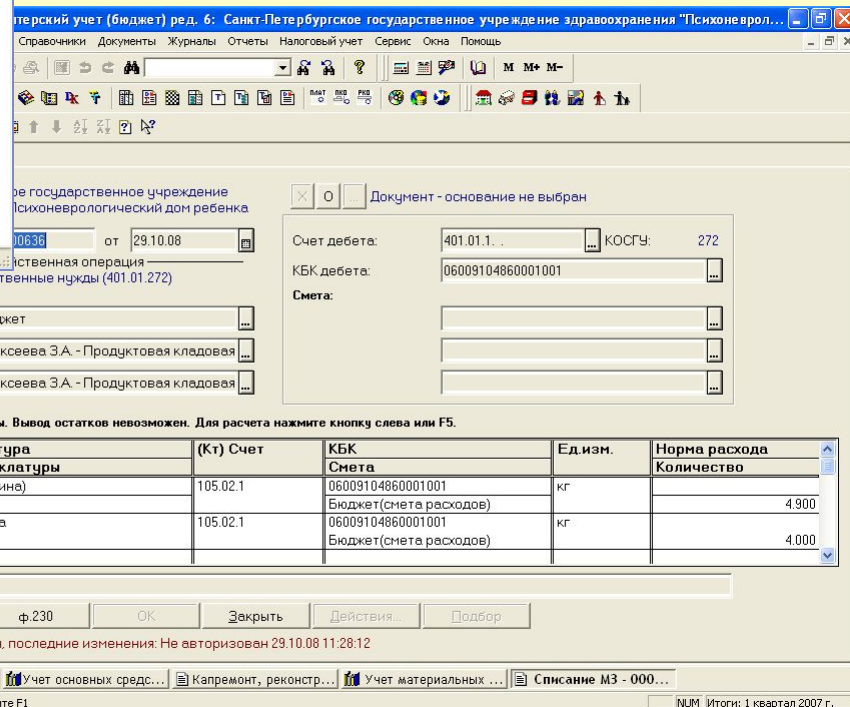 терский учет (бюджет) ред. 6: Санкт-Петербургское государственное учреждение здравоохранения "Психоневрол...
Справочники Документы Журналы Отчеты Налоговый учет Сервис Окна Помощь
М М+ М-
ое государственное учреждение
Психоневрологический дом ребенка
X О ... Документ - основание не выбран
00636 от 29.10.08
Счет дебета: 401.01.1. . ... КОСГУ: 272
йственная операция
твенные нужды (401.01.272)
КБК дебета: 06009104860001001 ...
Смета:
джет ...
ксеева З.А. - Продуктовая кладовая ...
ксеева З.А. - Продуктовая кладовая ...
ы. Вывод остатков невозможен. Для расчета нажмите кнопку слева или F5.
тура (Кт) Счет КБК Ед.изм. Норма расхода
клатуры Смета Количество
ина) 105.02.1 06009104860001001 кг
Бюджет(смета расходов) 4.900
а 105.02.1 06009104860001001 кг
Бюджет(смета расходов) 4.000
ф.230 OK Закрыть Действия... Подбор
, последние изменения: Не авторизован 29.10.08 11:28:12
Учет основных средс... Капремонт, реконстр... Учет материальных ... Списание МЗ - 000...
те F1 NUM Итоги: 1 квартал 2007 г.